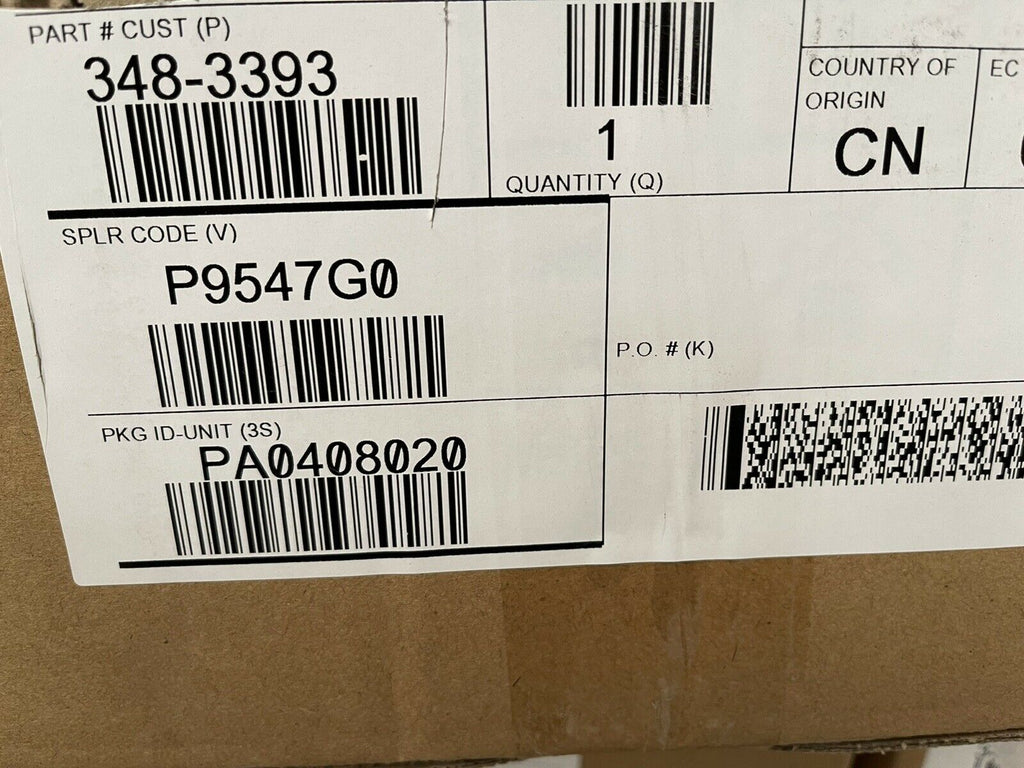 PART # CUST (P)
348-3393
1
QUANTITY (Q)
COUNTRY OF
ORIGIN
CN
EC
SPLR CODE (V)
P9547G0
P.O. # (K)
PKG ID-UNIT (3S)
PA0408020